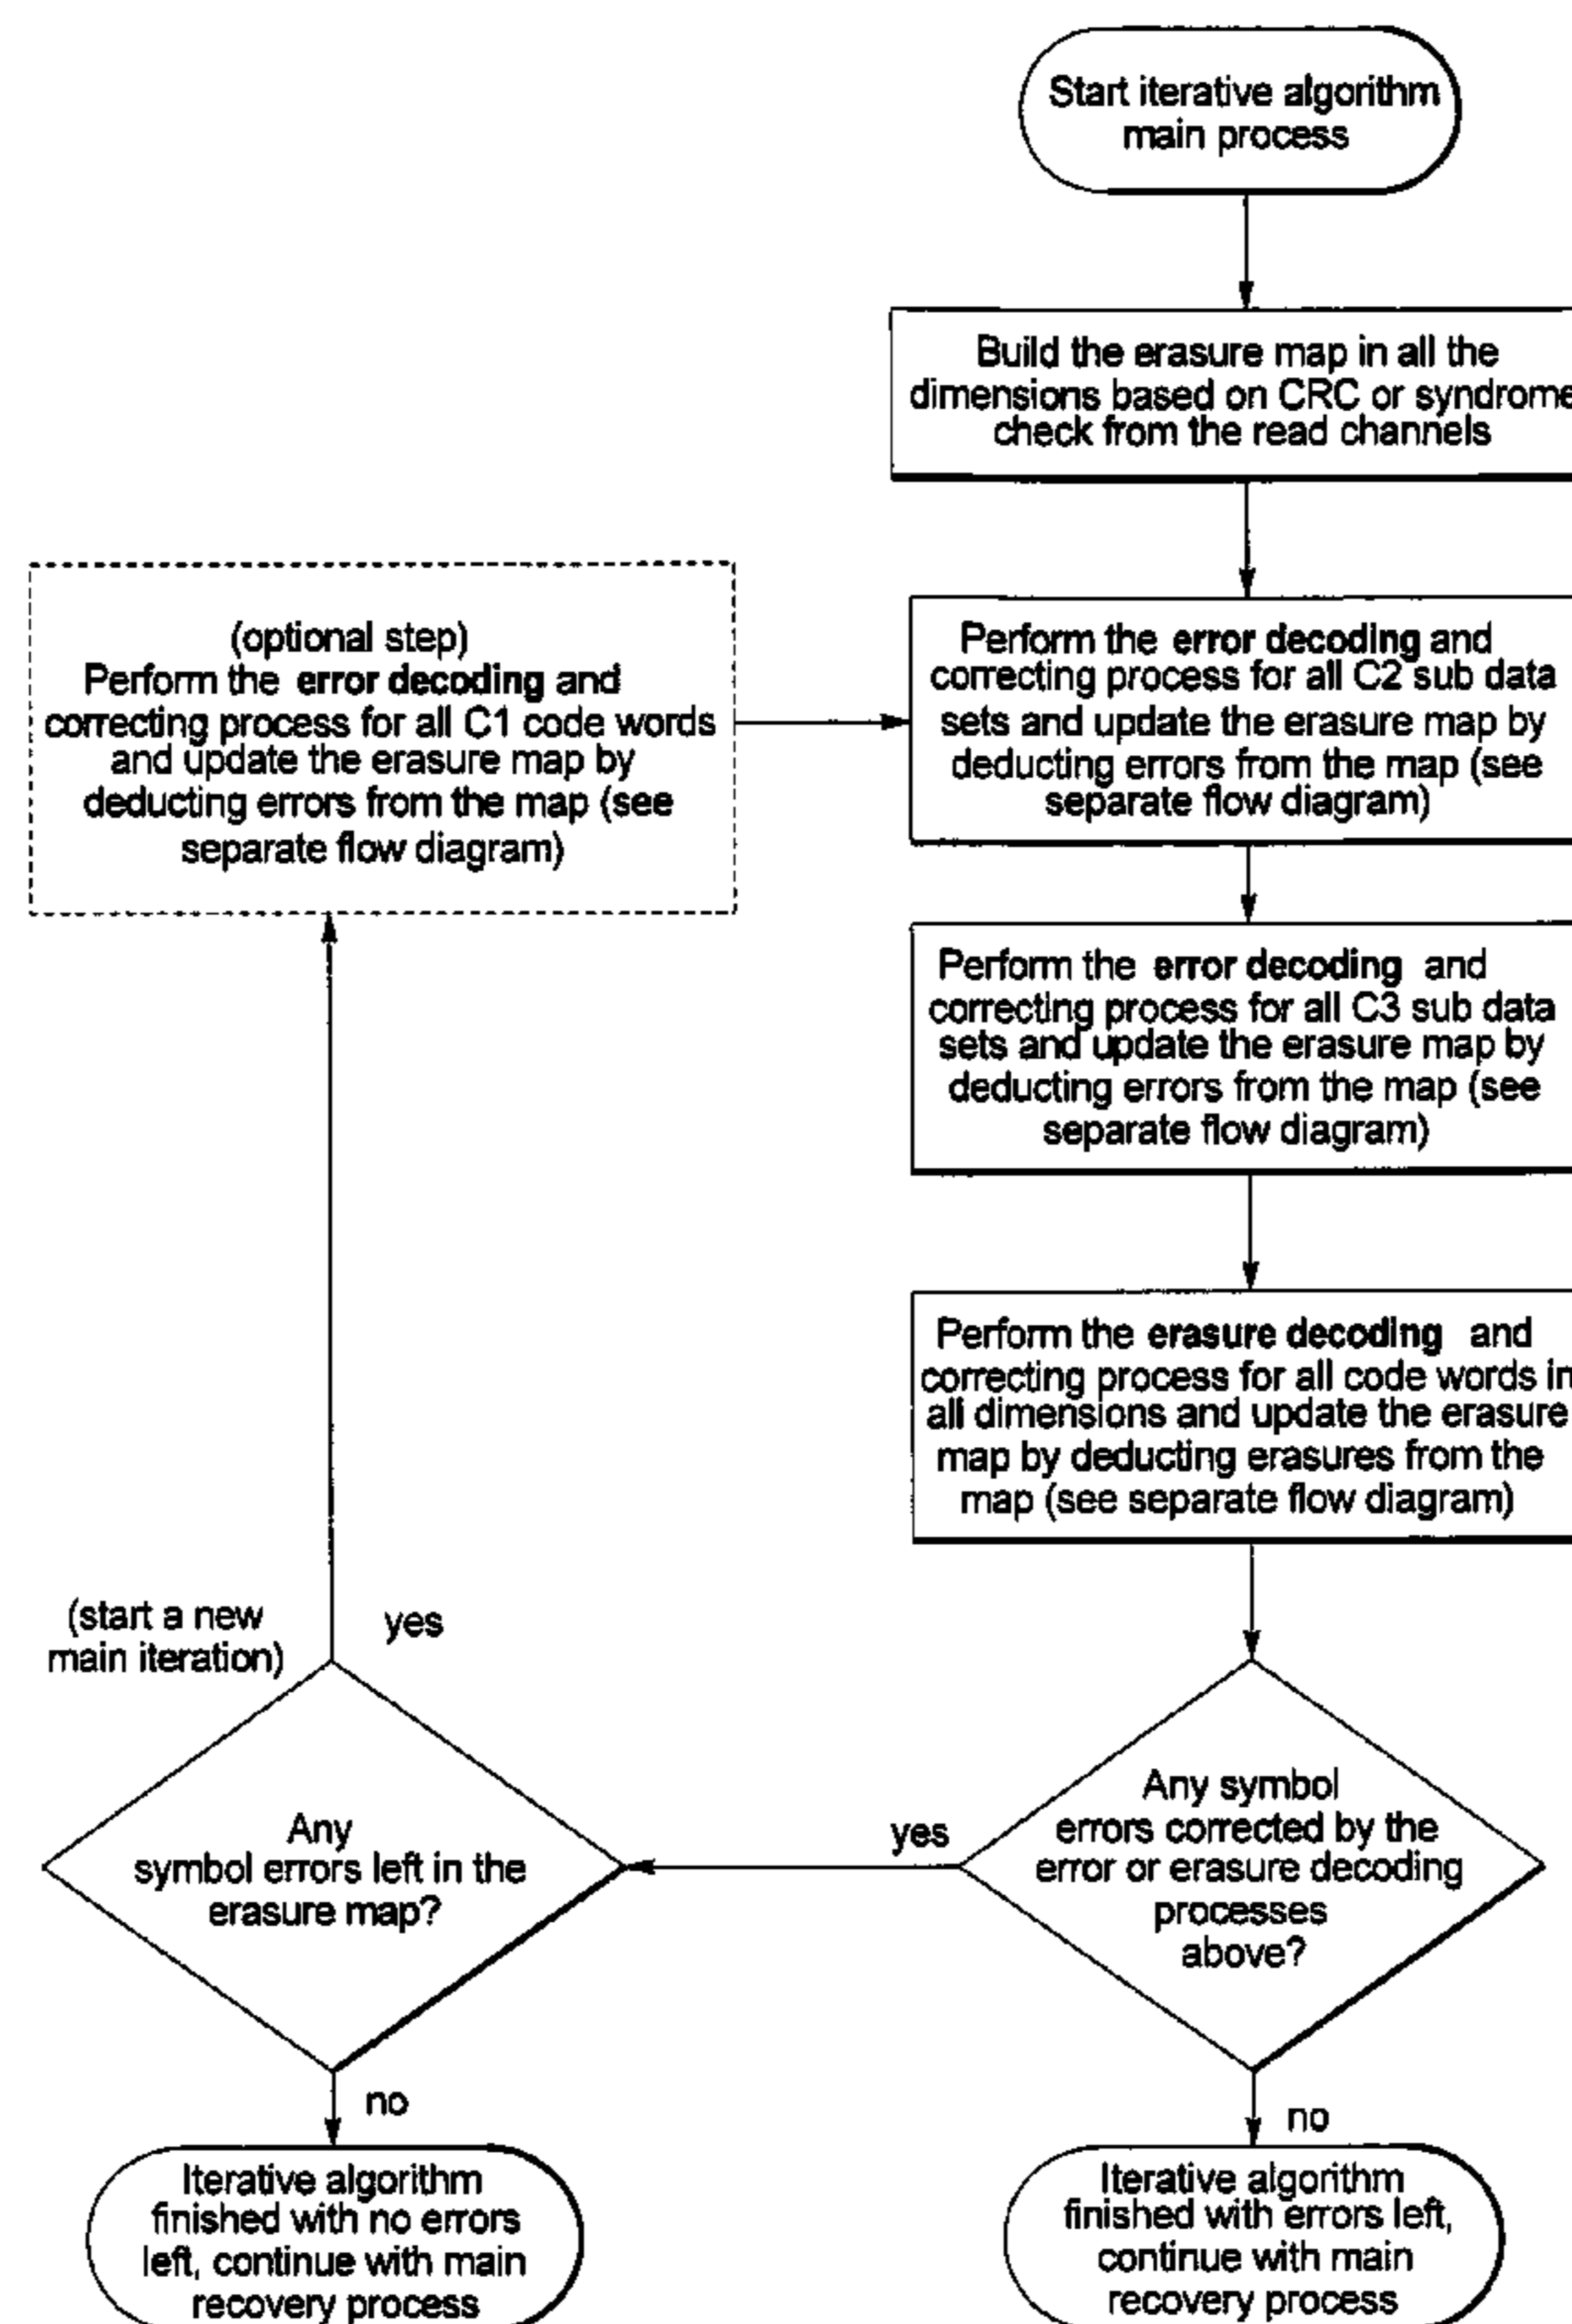 Start iterative algorithm
main process
Build the erasure map in all the
dimensions based on CRC or syndrome
check from the read channels
(optional step)
Perform the error decoding and
correcting process for all C1 code words
and update the erasure map by
deducting errors from the map (see
separate flow diagram)
Perform the error decoding and
correcting process for all C2 sub data
sets and update the erasure map by
deducting errors from the map (see
separate flow diagram)
Perform the error decoding and
correcting process for all C3 sub data
sets and update the erasure map by
deducting errors from the map (see
separate flow diagram)
Perform the erasure decoding and
correcting process for all code words in
all dimensions and update the erasure
map by deducting erasures from the
map (see separate flow diagram)
(start a new
main iteration)
yes
Any
symbol errors left in the
erasure map?
yes
Any symbol
errors corrected by the
error or erasure decoding
processes
above?
no
no
Iterative algorithm
finished with no errors
left, continue with main
recovery process
Iterative algorithm
finished with errors left,
continue with main
recovery process